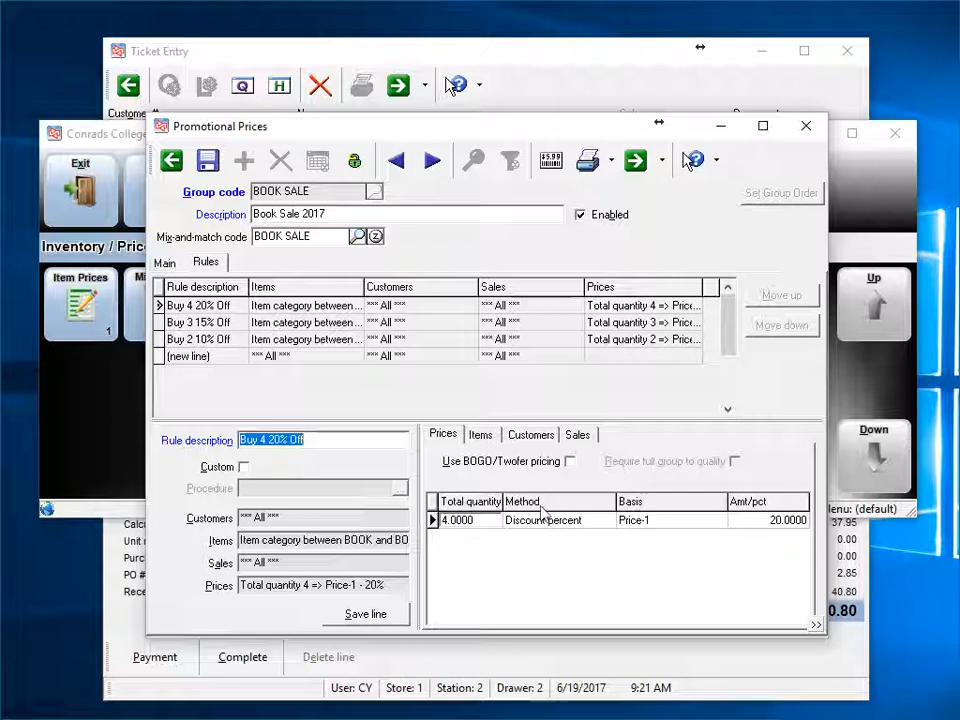 Ticket Entry
Customer #
Conrads College
Promotional Prices
Exit
Group code BOOK SALE
Set Group Order
Description Book Sale 2017
Enabled
Mix-and-match code BOOK SALE
Inventory / Price
Main Rules
Item Prices
1
Up
Rule description Items Customers Sales Prices
Buy 4 20% Off Item category between ... *** All *** *** All *** Total quantity 4 => Price...
Buy 3 15% Off Item category between ... *** All *** *** All *** Total quantity 3 => Price...
Buy 2 10% Off Item category between ... *** All *** *** All *** Total quantity 2 => Price...
(new line) *** All *** *** All *** *** All ***
Move up
Move down
Down
Rule description Buy 4 20% Off
Custom
Procedure
Customers *** All ***
Items Item category between BOOK and BO
Sales *** All ***
Prices Total quantity 4 => Price-1 - 20%
Save line
Prices Items Customers Sales
Use BOGO/Twofer pricing
Require full group to qualify
Total quantity Method Basis Amt/pct
4.0000 Discount percent Price-1 20.0000
lenu: (default)
Calc
Unit
Purc
PO #
Rece
37.95
0.00
0.00
2.85
40.80
0.80
Payment Complete Delete line
User: CY Store: 1 Station: 2 Drawer: 2 6/19/2017 9:21 AM